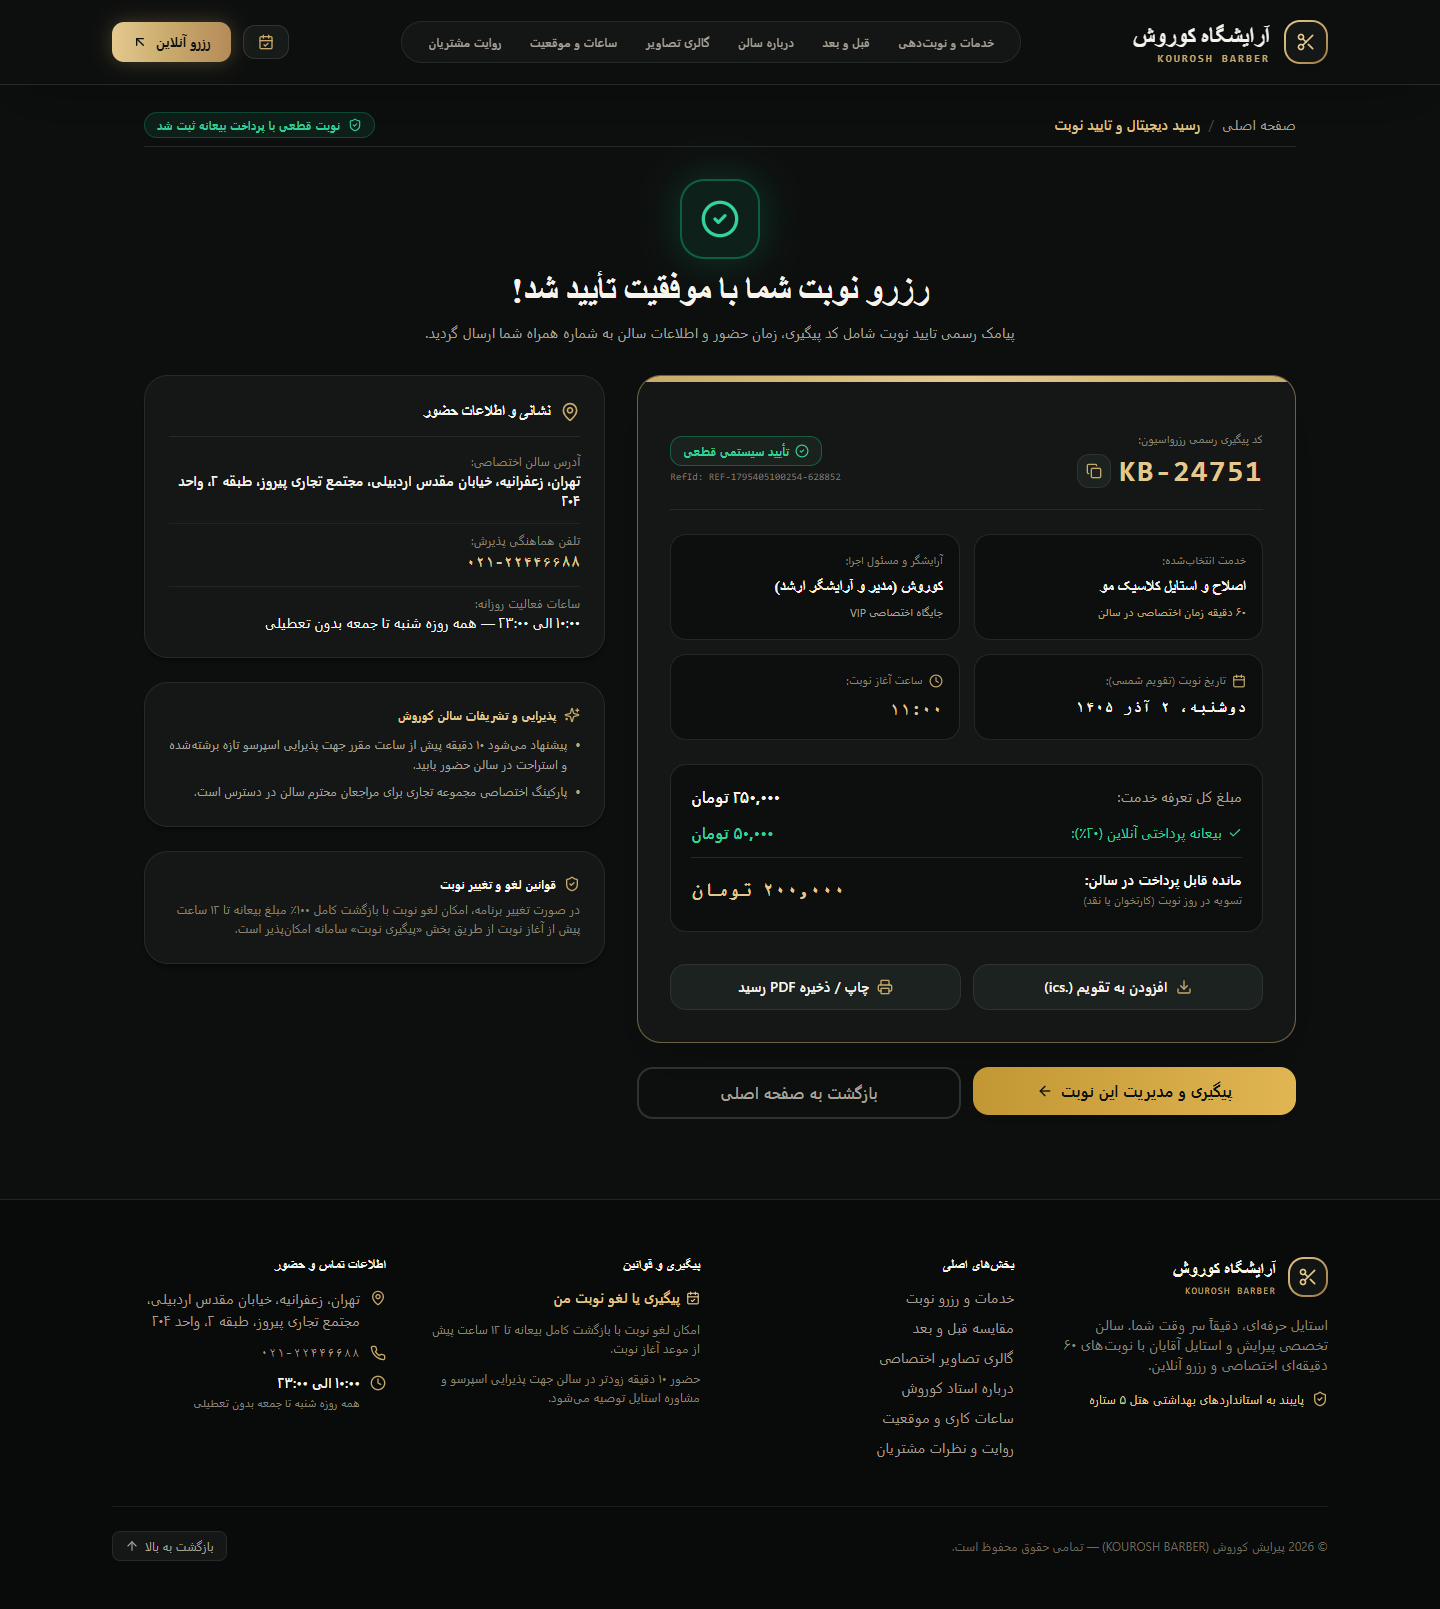 آرایشگاه کوروش
KOUROSH BARBER
خدمات و نوبت‌دهی
قبل و بعد
درباره سالن
گالری تصاویر
ساعات و موقعیت
روایت مشتریان
رزرو آنلاین
صفحه اصلی / رسید دیجیتال و تایید نوبت
نوبت قطعی با پرداخت بیعانه ثبت شد
رزرو نوبت شما با موفقیت تأیید شد!
پیامک رسمی تایید نوبت شامل کد پیگیری، زمان حضور و اطلاعات سالن به شماره همراه شما ارسال گردید.
کد پیگیری رسمی رزرواسیون:
KB-24751
تأیید سیستمی قطعی
RefId: REF-1795405100254-628852
خدمت انتخاب‌شده:
اصلاح و استایل کلاسیک مو
۶۰ دقیقه زمان اختصاصی در سالن
آرایشگر و مسئول اجرا:
کوروش (مدیر و آرایشگر ارشد)
جایگاه اختصاصی VIP
تاریخ نوبت (تقویم شمسی):
دوشنبه، ۲ آذر ۱۴۰۵
ساعت آغاز نوبت:
۱۱:۰۰
مبلغ کل تعرفه خدمت:
۲۵۰,۰۰۰ تومان
بیعانه پرداختی آنلاین (۲۰٪):
۵۰,۰۰۰ تومان
مانده قابل پرداخت در سالن:
تسویه در روز نوبت (کارتخوان یا نقد)
۲۰۰,۰۰۰ تومان
افزودن به تقویم (.ics)
چاپ / ذخیره PDF رسید
پیگیری و مدیریت این نوبت
بازگشت به صفحه اصلی
نشانی و اطلاعات حضور
آدرس سالن اختصاصی:
تهران، زعفرانیه، خیابان مقدس اردبیلی، مجتمع تجاری پیروز، طبقه ۲، واحد
۲۰۴
تلفن هماهنگی پذیرش:
۰۲۱-۲۲۴۴۶۶۸۸
ساعات فعالیت روزانه:
۱۰:۰۰ الی ۲۳:۰۰ — همه روزه شنبه تا جمعه بدون تعطیلی
پذیرایی و تشریفات سالن کوروش
• پیشنهاد می‌شود ۱۰ دقیقه پیش از ساعت مقرر جهت پذیرایی اسپرسو تازه برشته‌شده
و استراحت در سالن حضور یابید.
• پارکینگ اختصاصی مجموعه تجاری برای مراجعان محترم سالن در دسترس است.
قوانین لغو و تغییر نوبت
در صورت تغییر برنامه، امکان لغو نوبت با بازگشت کامل ۱۰۰٪ مبلغ بیعانه تا ۱۲ ساعت
پیش از آغاز نوبت از طریق بخش «پیگیری نوبت» سامانه امکان‌پذیر است.
آرایشگاه کوروش
KOUROSH BARBER
استایل حرفه‌ای، دقیقاً سر وقت شما. سالن
تخصصی پیرایش و استایل آقایان با نوبت‌های ۶۰
دقیقه‌ای اختصاصی و رزرو آنلاین.
پایبند به استانداردهای بهداشتی هتل ۵ ستاره
بخش‌های اصلی
خدمات و رزرو نوبت
مقایسه قبل و بعد
گالری تصاویر اختصاصی
درباره استاد کوروش
ساعات کاری و موقعیت
روایت و نظرات مشتریان
پیگیری و قوانین
پیگیری یا لغو نوبت من
امکان لغو نوبت با بازگشت کامل بیعانه تا ۱۲ ساعت پیش
از موعد آغاز نوبت.
حضور ۱۰ دقیقه زودتر در سالن جهت پذیرایی اسپرسو و
مشاوره استایل توصیه می‌شود.
اطلاعات تماس و حضور
تهران، زعفرانیه، خیابان مقدس اردبیلی،
مجتمع تجاری پیروز، طبقه ۲، واحد ۲۰۴
۰۲۱-۲۲۴۴۶۶۸۸
۱۰:۰۰ الی ۲۳:۰۰
همه روزه شنبه تا جمعه بدون تعطیلی
© 2026 پیرایش کوروش (KOUROSH BARBER) — تمامی حقوق محفوظ است.
بازگشت به بالا